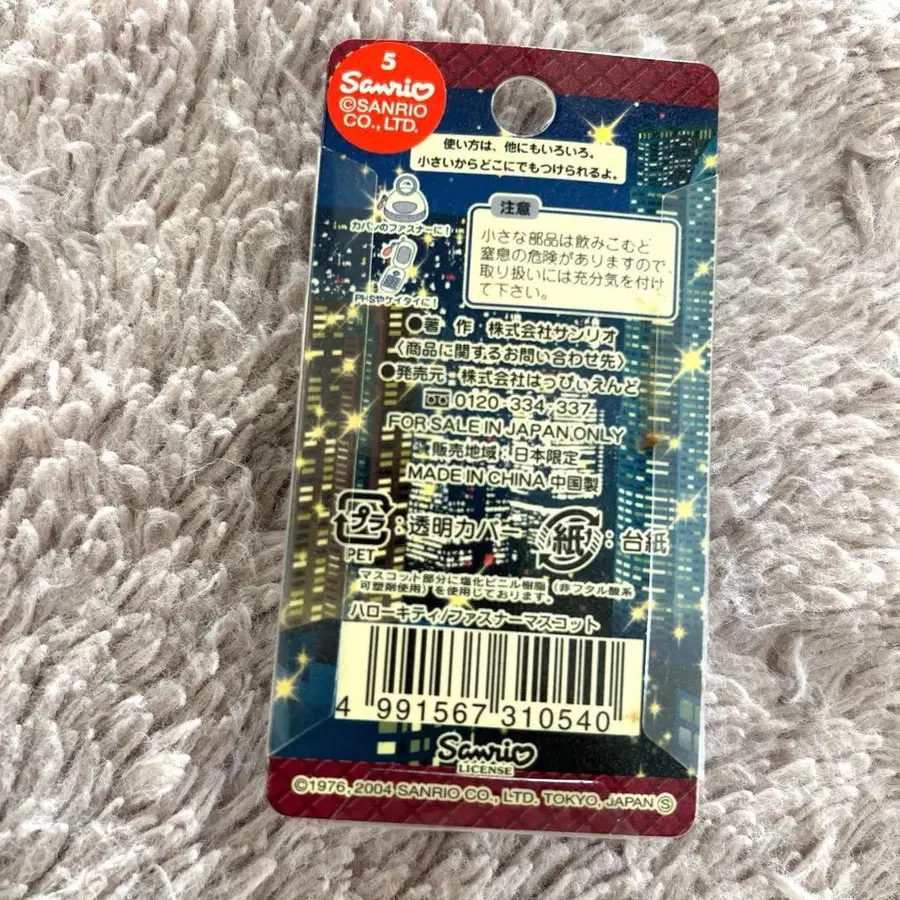 5
Sanrio
©SANRIO
CO., LTD.
使い方は、他にもいろいろ。
小さいからどこにでもつけられるよ。
カバンのファスナーに!
PHSやケイタイに!
注意
小さな部品は飲みこむと
窒息の危険がありますので、
取り扱いには充分気を付け
て下さい。
●著 作 株式会社サンリオ
〈商品に関するお問い合わせ先〉
●発売元 株式会社はっぴぃえんど
0120-334-337
FOR SALE IN JAPAN ONLY
販売地域:日本限定
MADE IN CHINA 中国製
プラ:透明カバー 紙:台紙
PET
マスコット部分に塩化ビニル樹脂(非フタル酸系
可塑剤使用)を使用しております。
ハローキティ/ファスナーマスコット
4 991567 310540
Sanrio
LICENSE
©1976, 2004 SANRIO CO., LTD. TOKYO, JAPAN Ⓢ